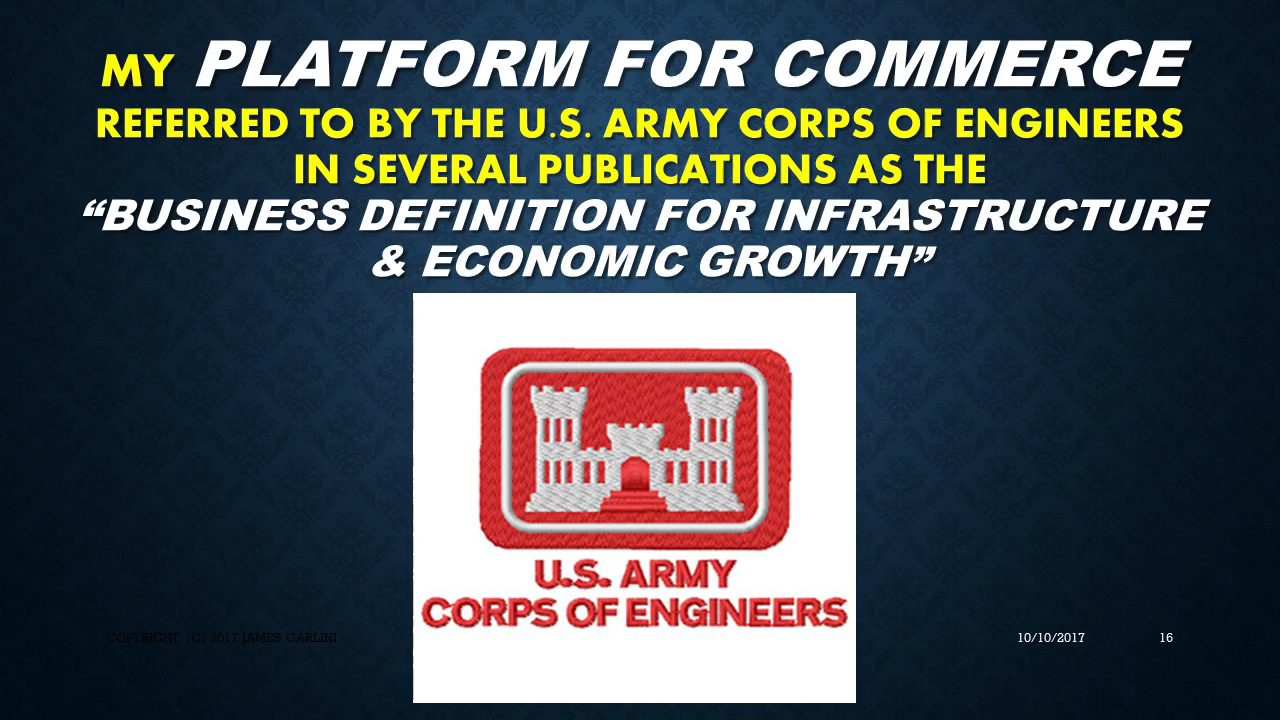 MY PLATFORM FOR COMMERCE
REFERRED TO BY THE U.S. ARMY CORPS OF ENGINEERS
IN SEVERAL PUBLICATIONS AS THE
“BUSINESS DEFINITION FOR INFRASTRUCTURE
& ECONOMIC GROWTH”
U.S. ARMY
CORPS OF ENGINEERS
COPYRIGHT (C) 2017 JAMES CARLINI
10/10/2017
16